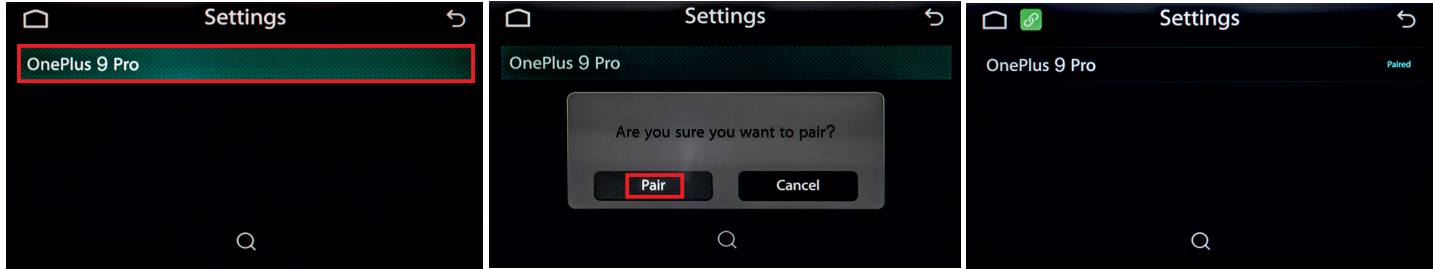 Settings
OnePlus 9 Pro
Settings
OnePlus 9 Pro
Are you sure you want to pair?
Pair
Cancel
Settings
OnePlus 9 Pro
Paired